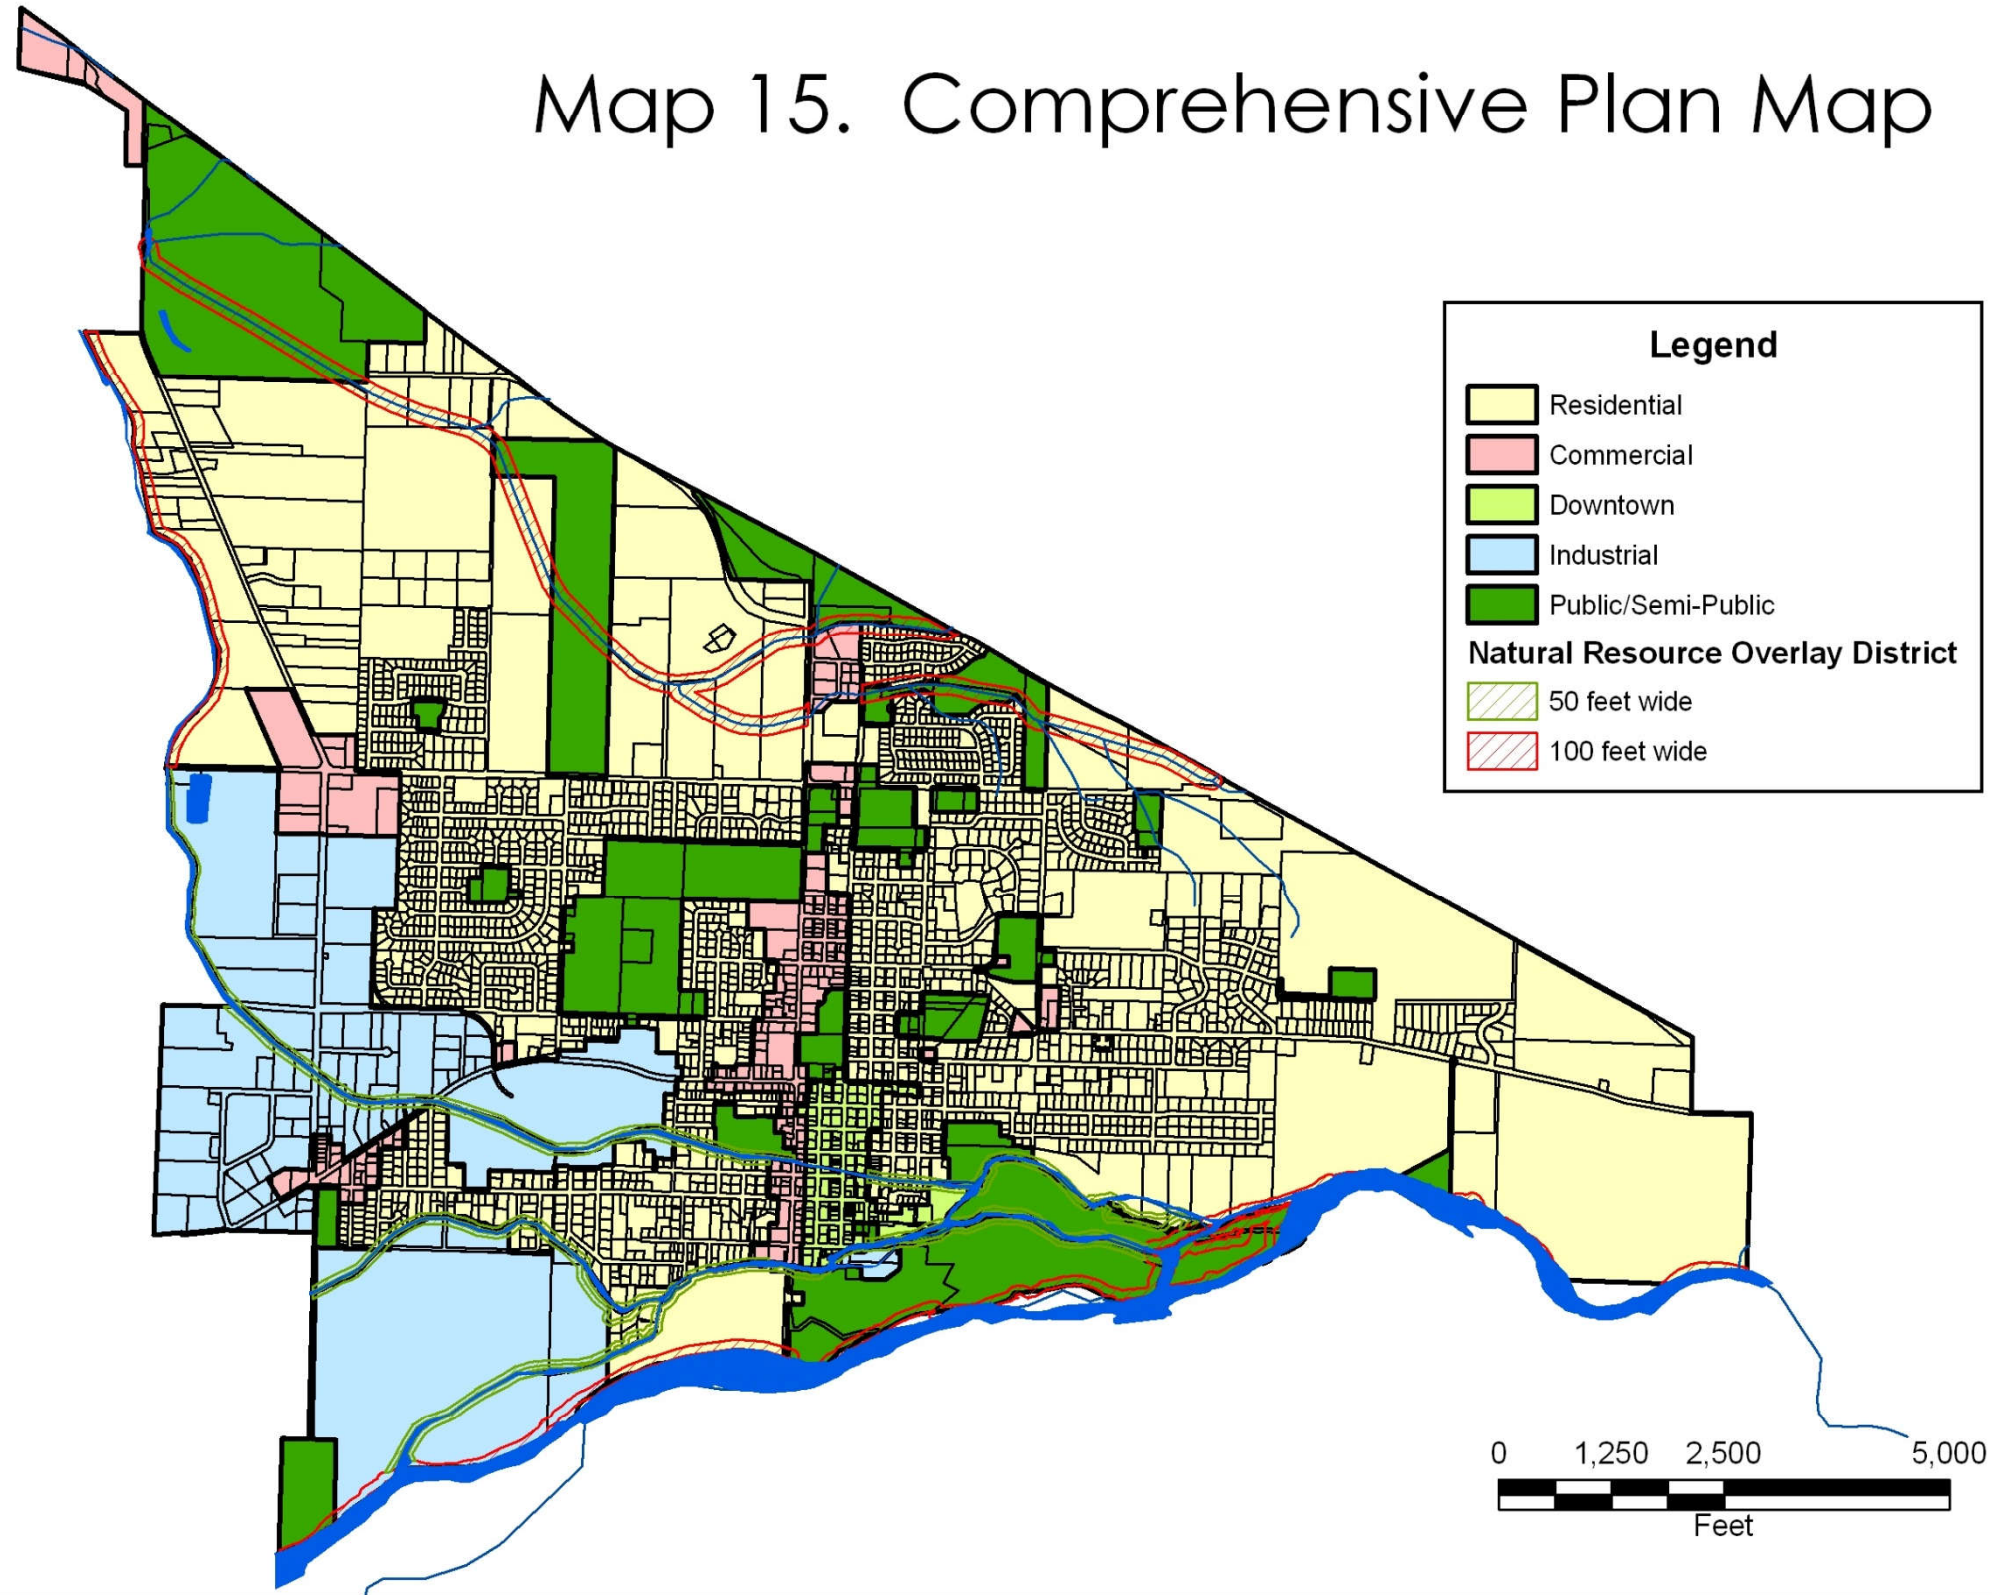 Map 15. Comprehensive Plan Map
Legend
Residential
Commercial
Downtown
Industrial
Public/Semi-Public
Natural Resource Overlay District
50 feet wide
100 feet wide
0 1,250 2,500 5,000
Feet